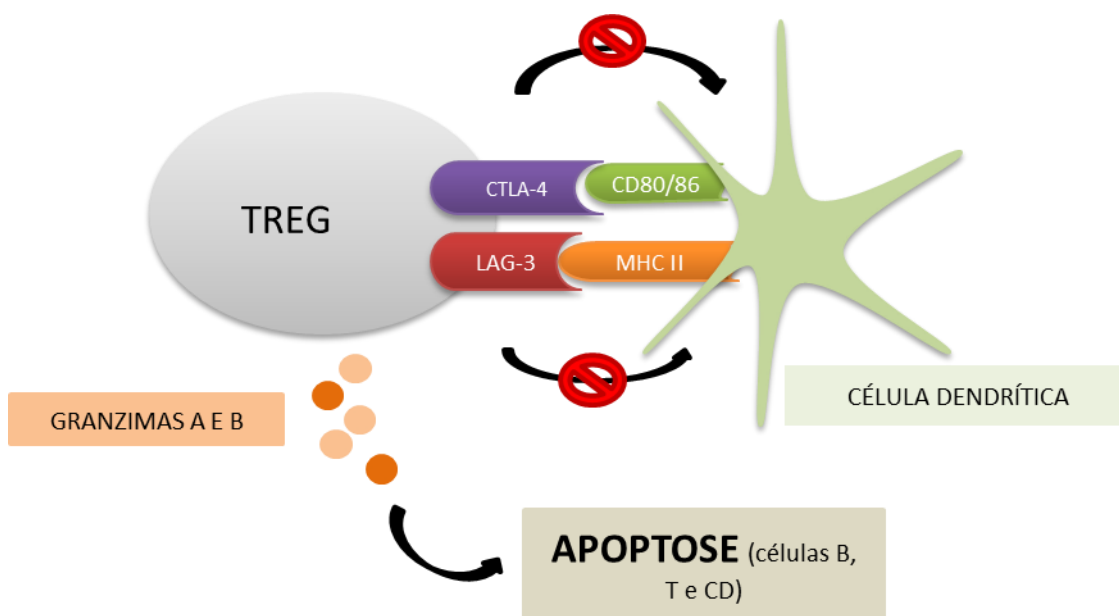 CTLA-4
CD80/86
TREG
LAG-3
MHC II
GRANZIMAS A E B
CÉLULA DENDRÍTICA
APOPTOSE (células B,
T e CD)